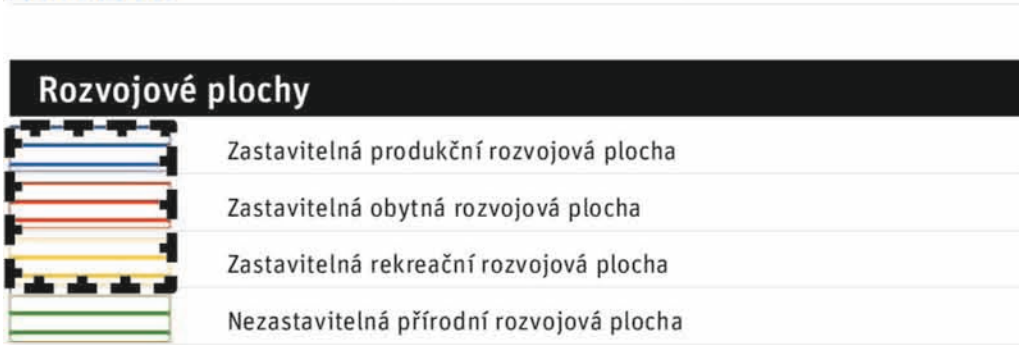 Rozvojové plochy
Zastavitelná produkční rozvojová plocha
Zastavitelná obytná rozvojová plocha
Zastavitelná rekreační rozvojová plocha
Nezastavitelná přírodní rozvojová plocha